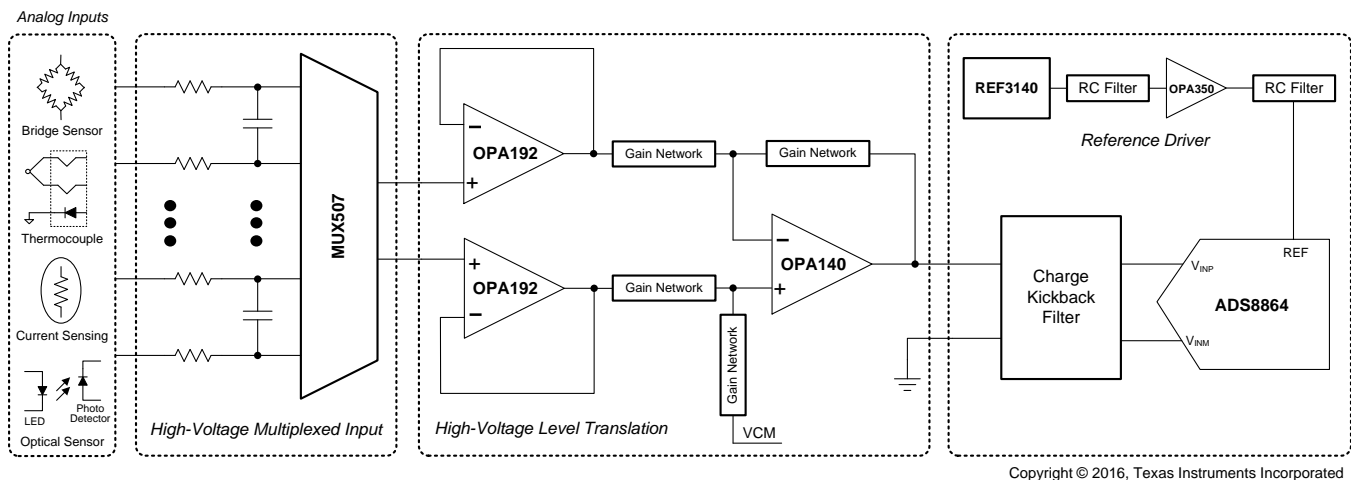 Analog Inputs
Bridge Sensor
Thermocouple
Current Sensing
LED
Photo
Detector
Optical Sensor
MUX507
High-Voltage Multiplexed Input
OPA192
OPA192
Gain Network
Gain Network
Gain Network
Gain Network
OPA140
VCM
High-Voltage Level Translation
REF3140
RC Filter
OPA350
RC Filter
Reference Driver
Charge
Kickback
Filter
REF
VINP
ADS8864
VINM
Copyright © 2016, Texas Instruments Incorporated